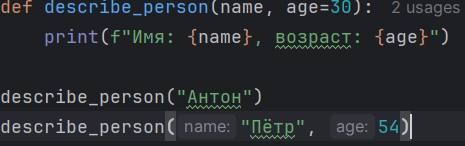 def describe_person(name, age=30): 2 usages
print(f"Имя: {name}, возраст: {age}")
describe_person("Антон")
describe_person(name: "Пётр", age: 54)